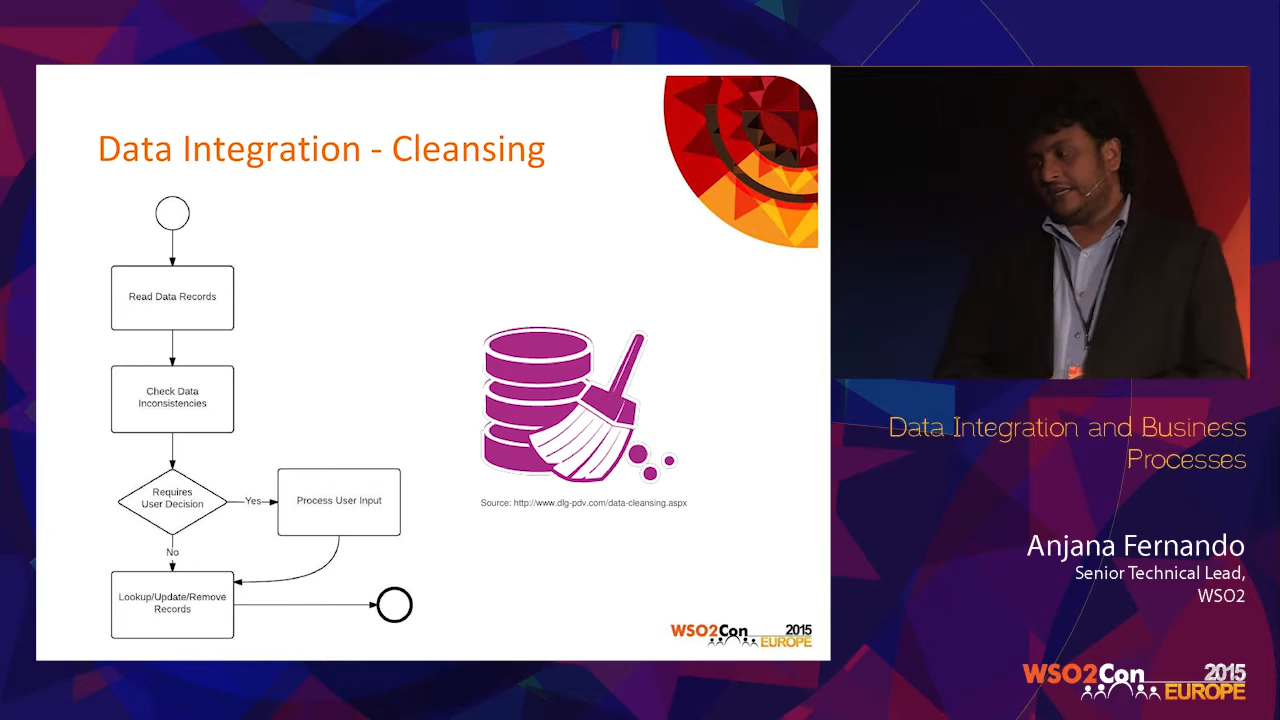 Data Integration - Cleansing
Read Data Records
Check Data
Inconsistencies
Requires
User Decision
Yes
Process User Input
No
Lookup/Update/Remove
Records
Source: http://www.dlg-pdv.com/data-cleansing.aspx
WSO2Con 2015
EUROPE
Data Integration and Business
Processes
Anjana Fernando
Senior Technical Lead,
WSO2
WSO2Con 2015
EUROPE